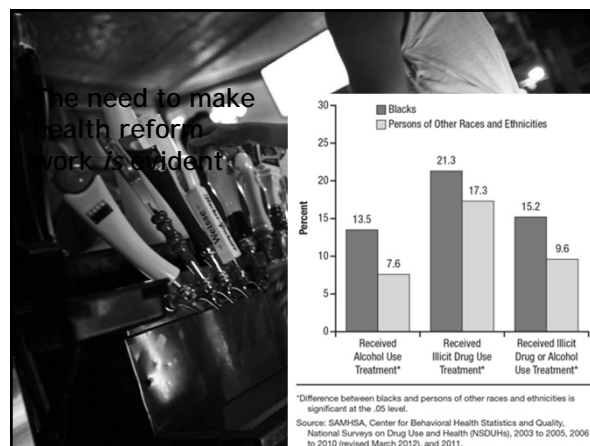 The need to make
health reform
work is evident
Blacks
Persons of Other Races and Ethnicities
Percent
30
25
20
15
10
5
0
13.5
7.6
21.3
17.3
15.2
9.6
Received
Alcohol Use
Treatment*
Received
Illicit Drug Use
Treatment*
Received Illicit
Drug or Alcohol
Use Treatment*
*Difference between blacks and persons of other races and ethnicities is
significant at the .05 level.
Source: SAMHSA, Center for Behavioral Health Statistics and Quality,
National Surveys on Drug Use and Health (NSDUHs), 2003 to 2005, 2006
to 2010 (revised March 2012), and 2011.
Weisse